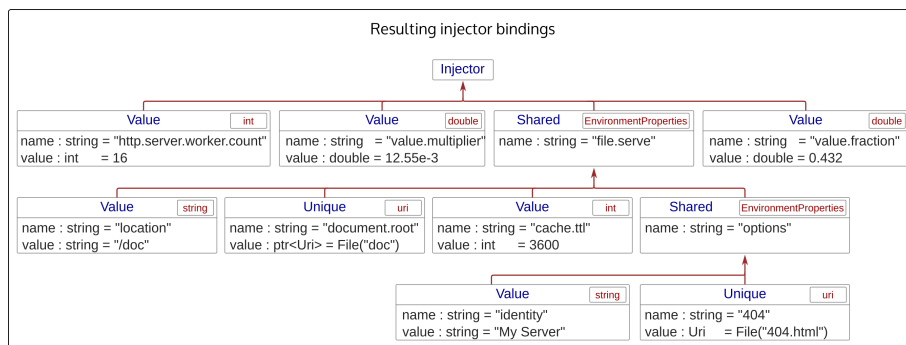 Resulting injector bindings
Injector
Value int
name : string = "http.server.worker.count"
value : int = 16
Value double
name : string = "value.multiplier"
value : double = 12.55e-3
Shared EnvironmentProperties
name : string = "file.serve"
Value double
name : string = "value.fraction"
value : double = 0.432
Value string
name : string = "location"
value : string = "/doc"
Unique uri
name : string = "document.root"
value : ptr<Uri> = File("doc")
Value int
name : string = "cache.ttl"
value : int = 3600
Shared EnvironmentProperties
name : string = "options"
Value string
name : string = "identity"
value : string = "My Server"
Unique uri
name : string = "404"
value : Uri = File("404.html")